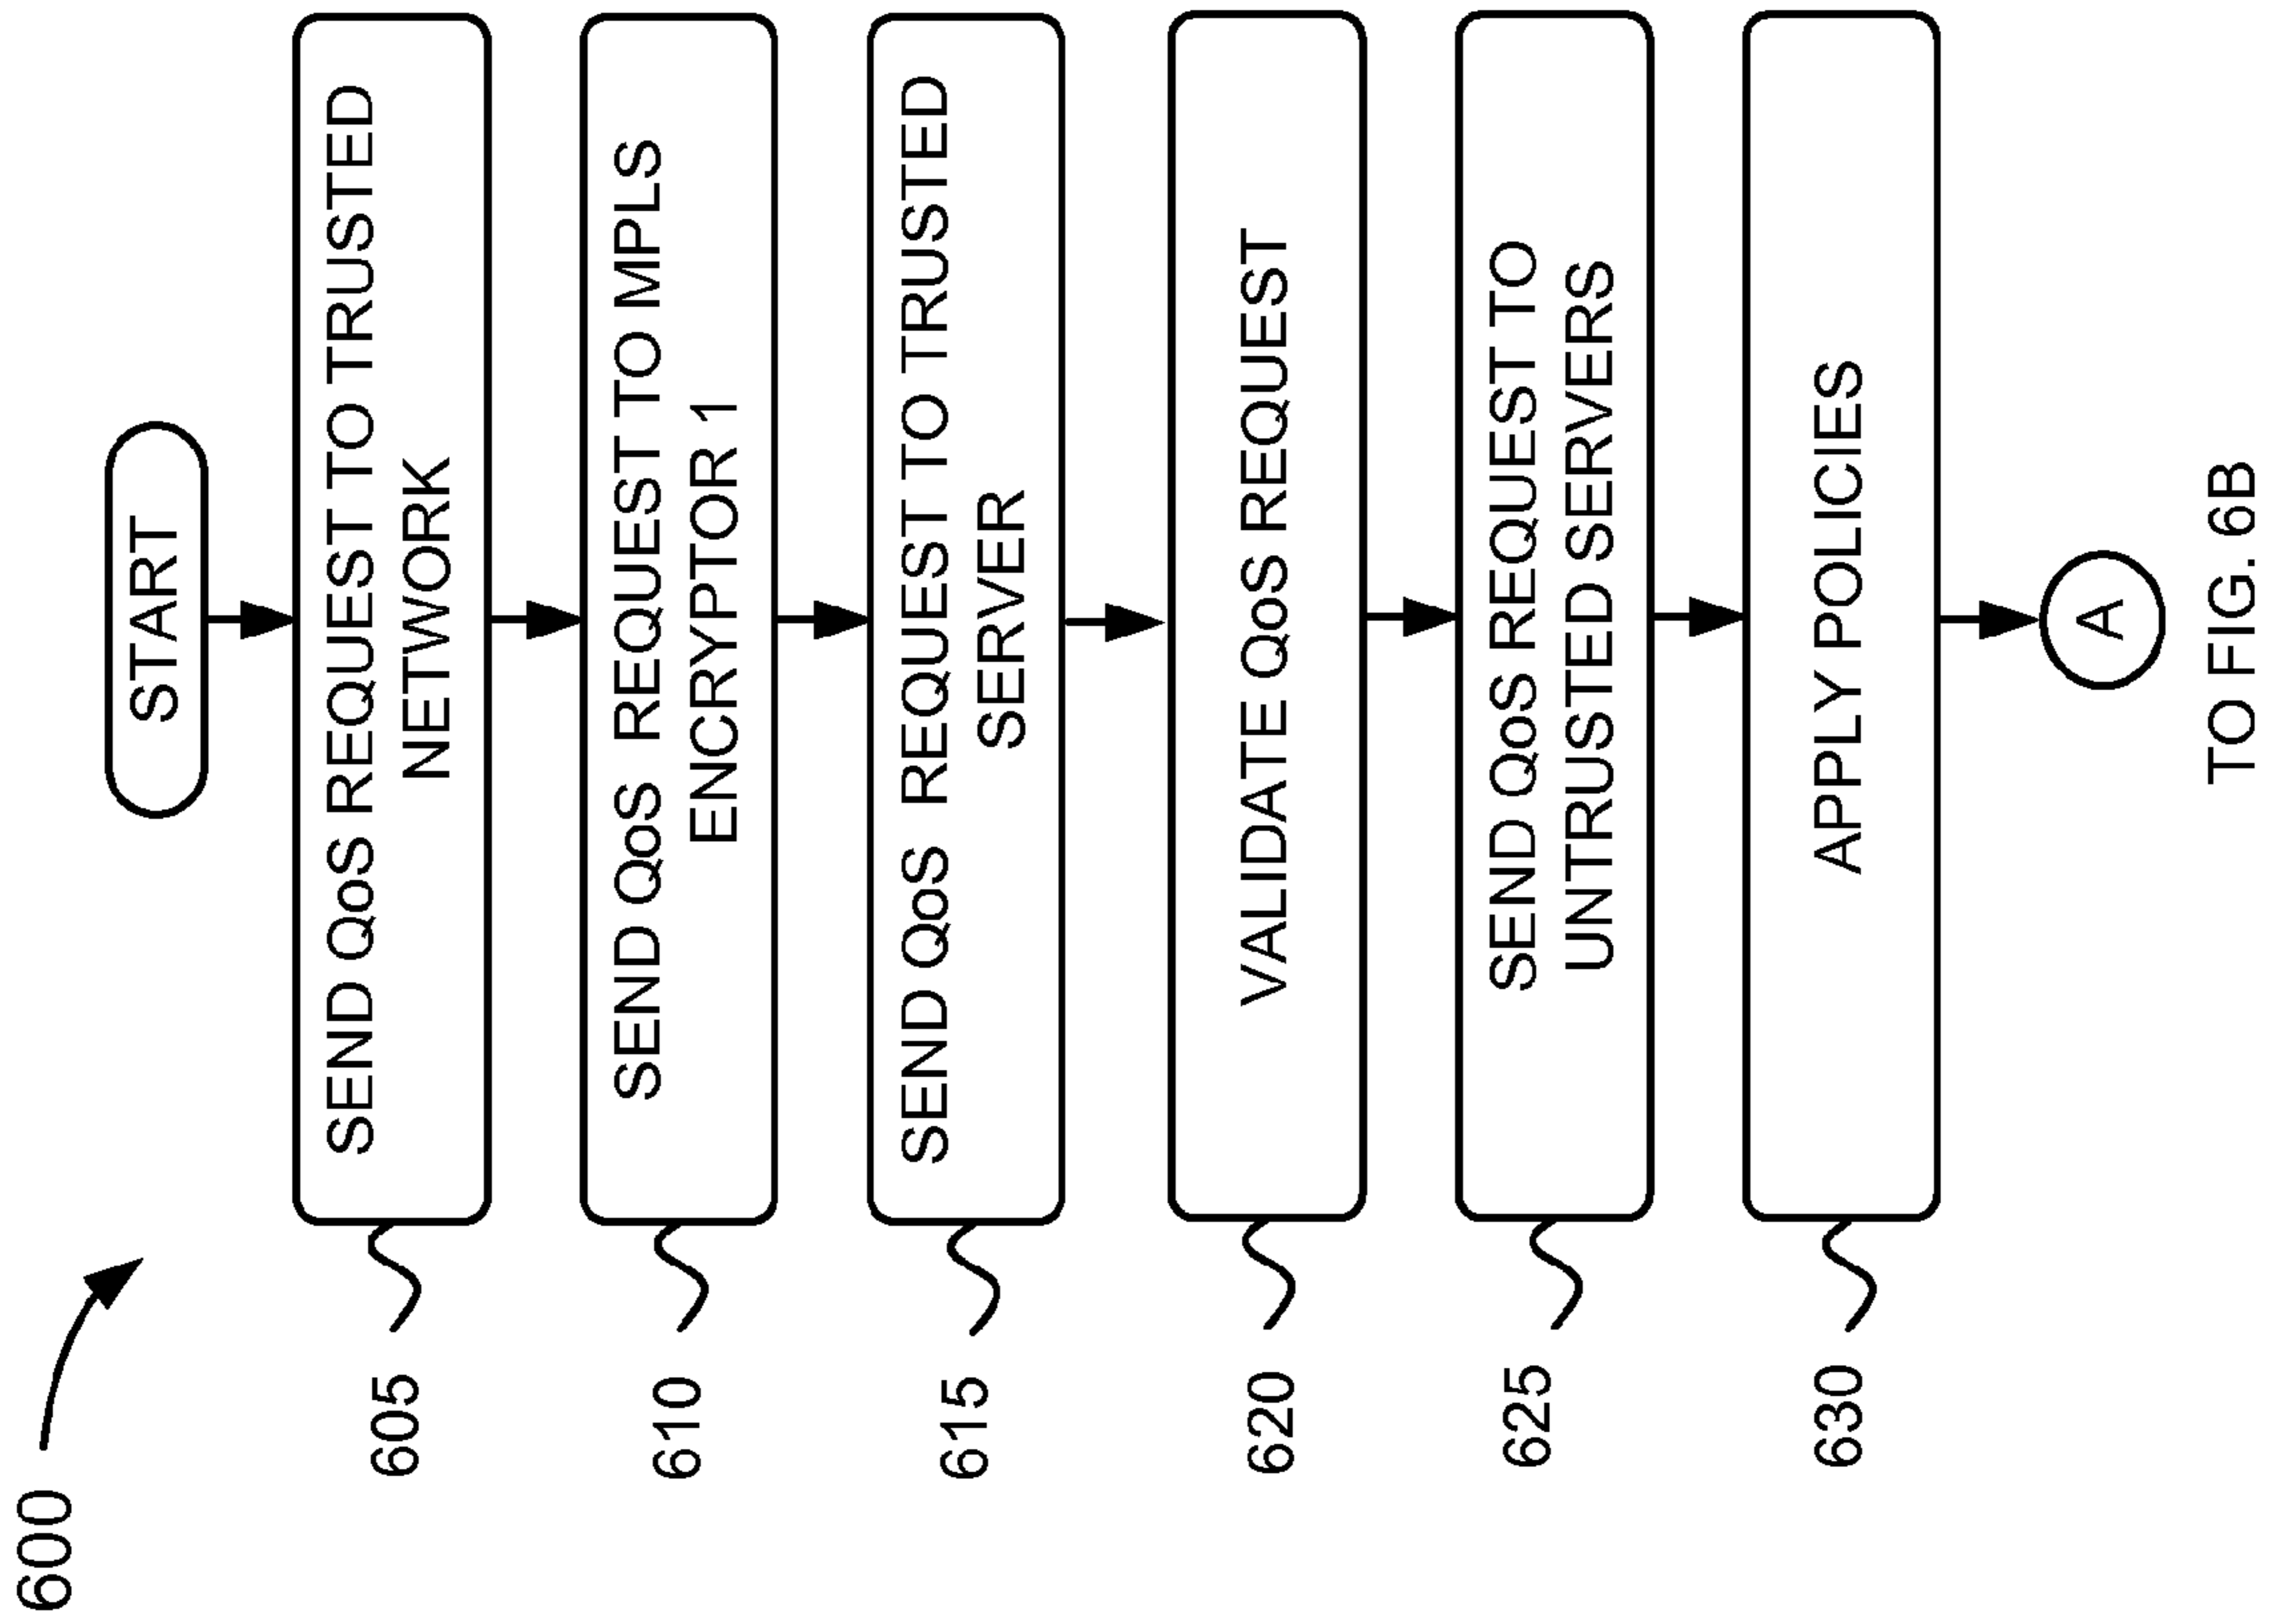 600
START
605
SEND QoS REQUEST TO TRUSTED
NETWORK
610
SEND QoS REQUEST TO MPLS
ENCRYPTOR 1
615
SEND QoS REQUEST TO TRUSTED
SERVER
620
VALIDATE QoS REQUEST
625
SEND QoS REQUEST TO
UNTRUSTED SERVERS
630
APPLY POLICIES
A
TO FIG. 6B